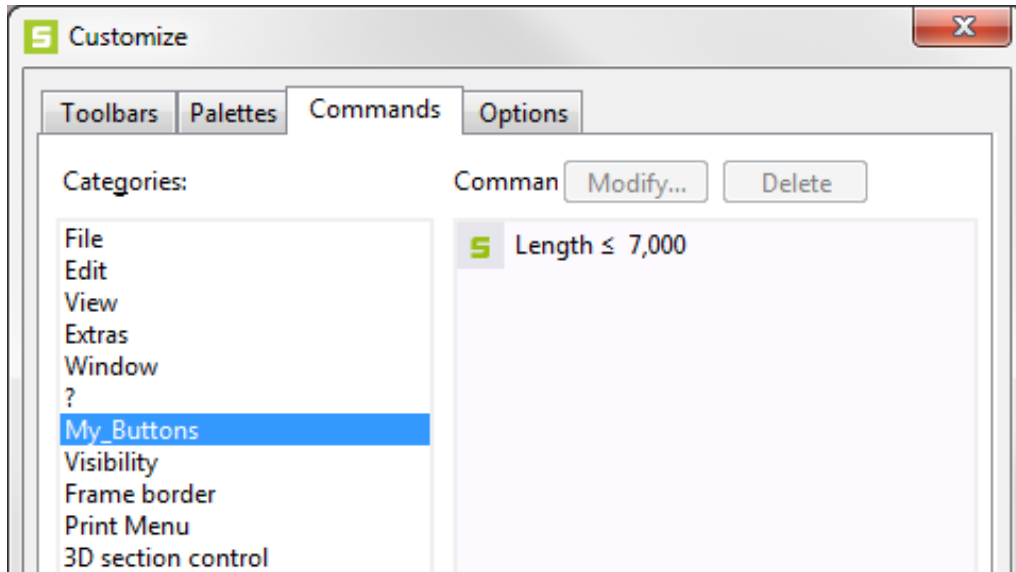 Customize
Toolbars Palettes Commands Options
Categories: Comman Modify... Delete
File
Edit
View
Extras
Window
?
My_Buttons
Visibility
Frame border
Print Menu
3D section control
Length ≤ 7,000